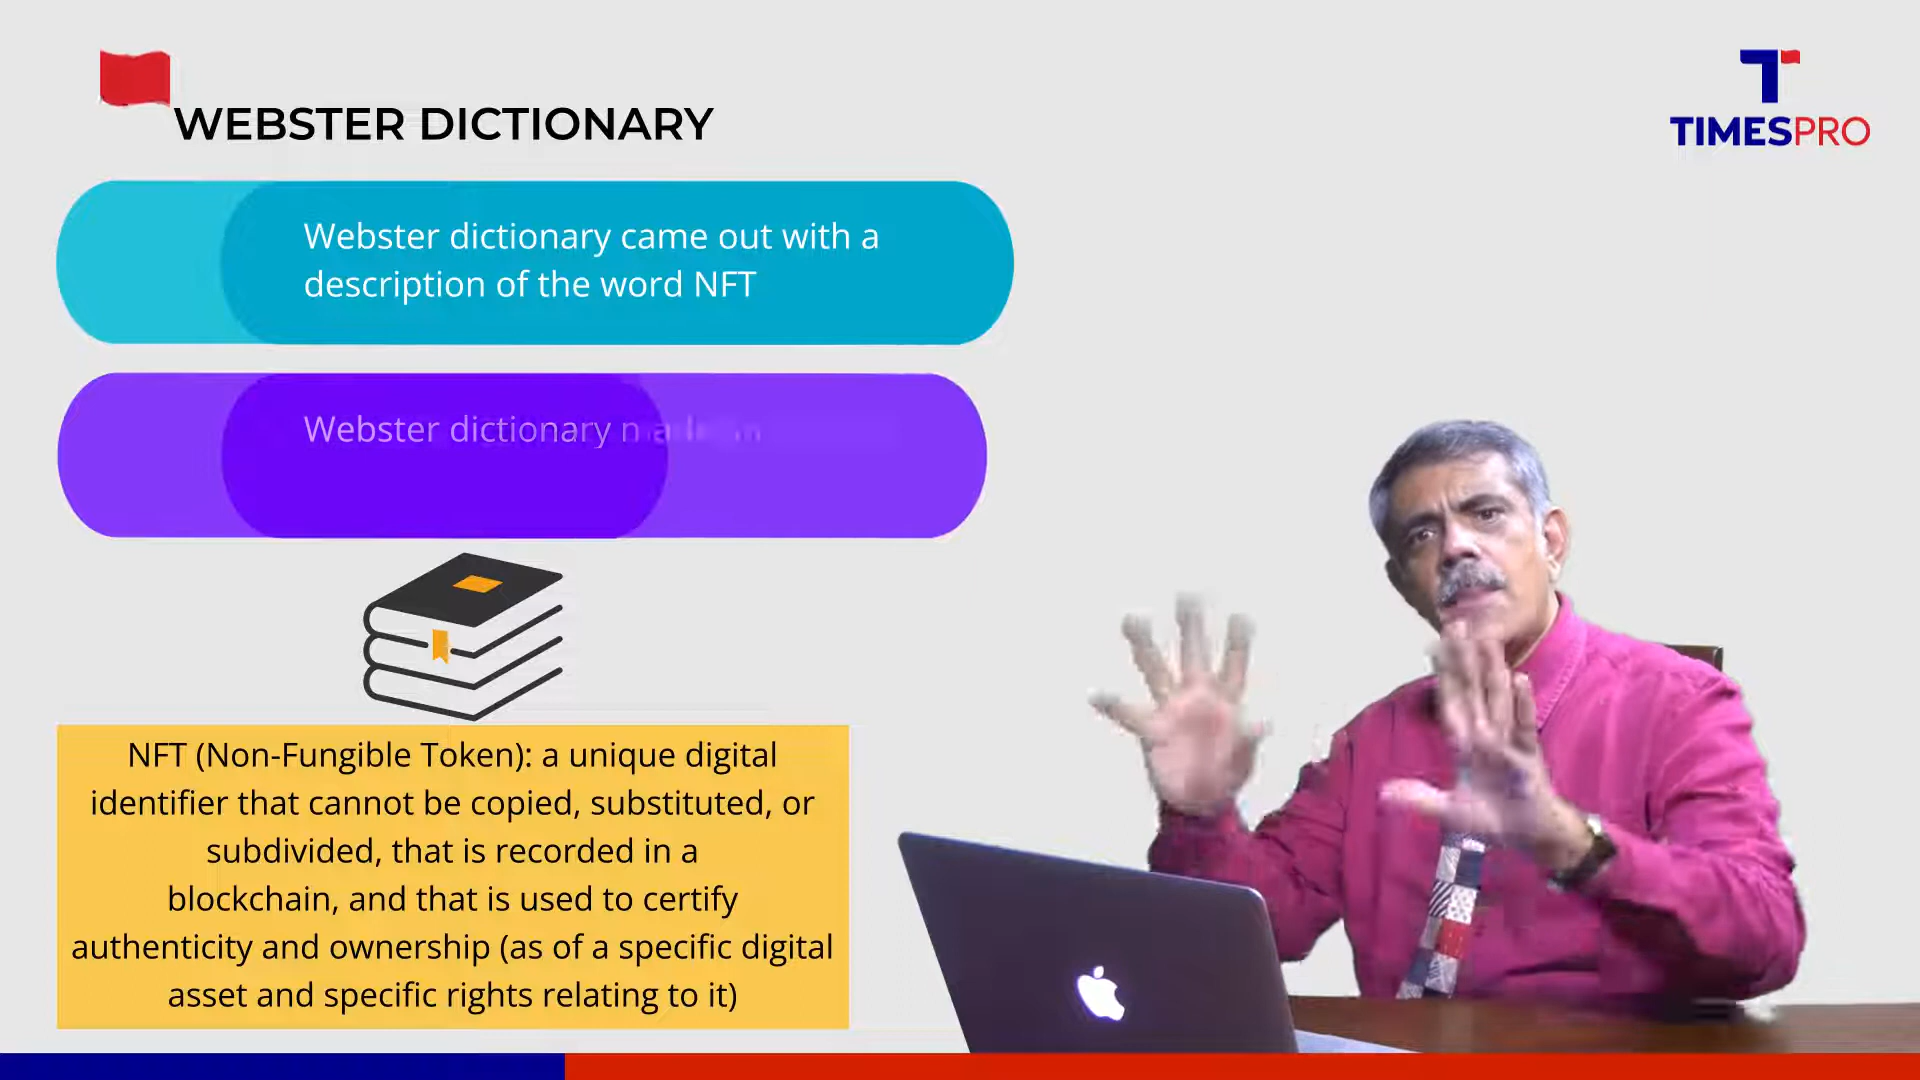 WEBSTER DICTIONARY
TIMESPRO
Webster dictionary came out with a
description of the word NFT
Webster dictionary
NFT (Non-Fungible Token): a unique digital
identifier that cannot be copied, substituted, or
subdivided, that is recorded in a
blockchain, and that is used to certify
authenticity and ownership (as of a specific digital
asset and specific rights relating to it)